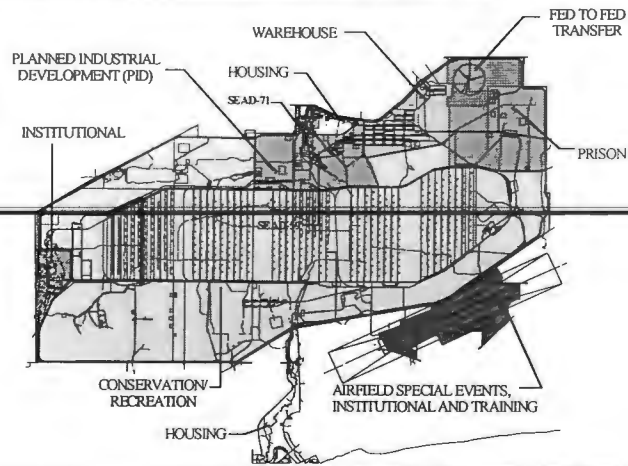 FED TO FED
TRANSFER
WAREHOUSE
PLANNED INDUSTRIAL
DEVELOPMENT (PID)
HOUSING
SEAD-71
INSTITUTIONAL
PRISON
CONSERVATION/
RECREATION
AIRFIELD SPECIAL EVENTS,
INSTITUTIONAL AND TRAINING
HOUSING